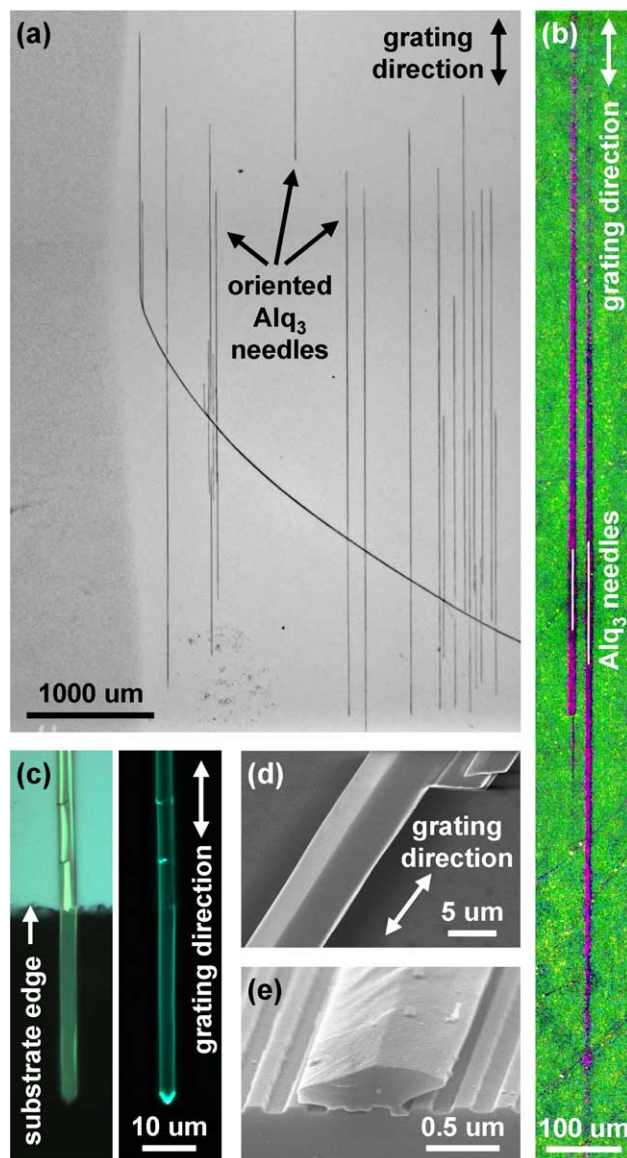 (a)
grating
direction
oriented
Alq3
needles
1000 um
(b)
grating direction
Alq3 needles
100 um
(c)
substrate edge
grating direction
10 um
(d)
grating
direction
5 um
(e)
0.5 um